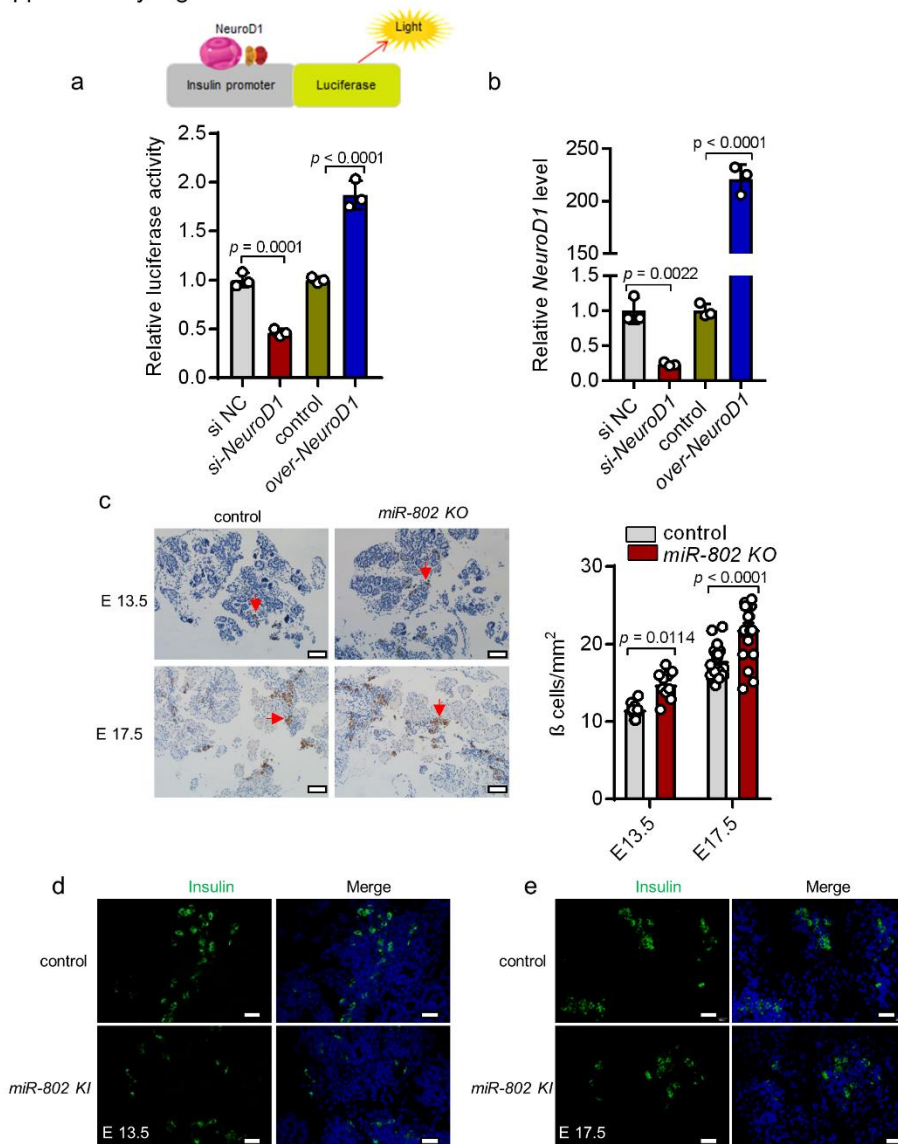 NeuroD1
Light
Insulin promoter
Luciferase
a
Relative luciferase activity
2.5
2.0
1.5
1.0
0.5
0.0
p = 0.0001
p < 0.0001
si NC
si-NeuroD1
control
over-NeuroD1
b
Relative NeuroD1 level
250
200
150
100
50
1.5
1.0
0.5
0.0
p = 0.0022
p < 0.0001
si NC
si-NeuroD1
control
over-NeuroD1
c
control
miR-802 KO
E 13.5
E 17.5
control
miR-802 KO
ß cells/mm²
30
20
10
0
p = 0.0114
p < 0.0001
E13.5
E17.5
d
Insulin
Merge
control
miR-802 KI
E 13.5
e
Insulin
Merge
control
miR-802 KI
E 17.5